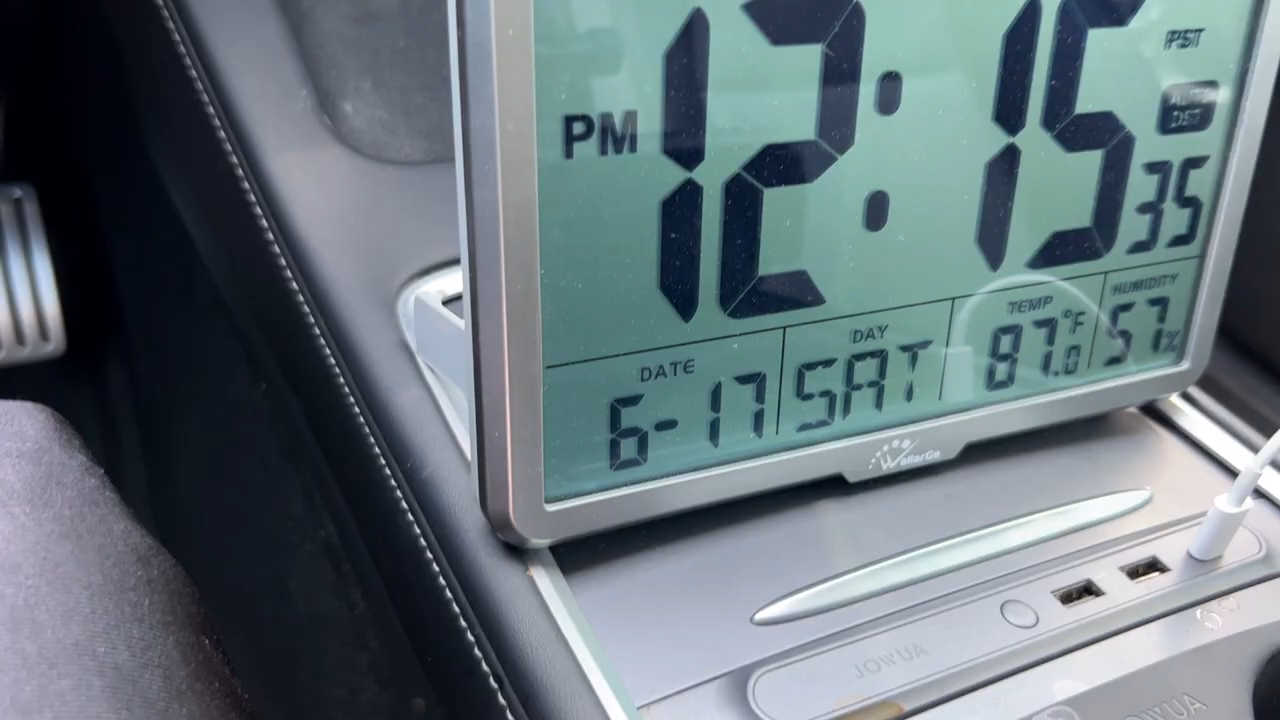 PM 12:15 35
PST
AUTO
DST
DATE DAY TEMP HUMIDITY
6-17 SAT 87.0°F 57%
WallarGe
JOWUA
JOWUA